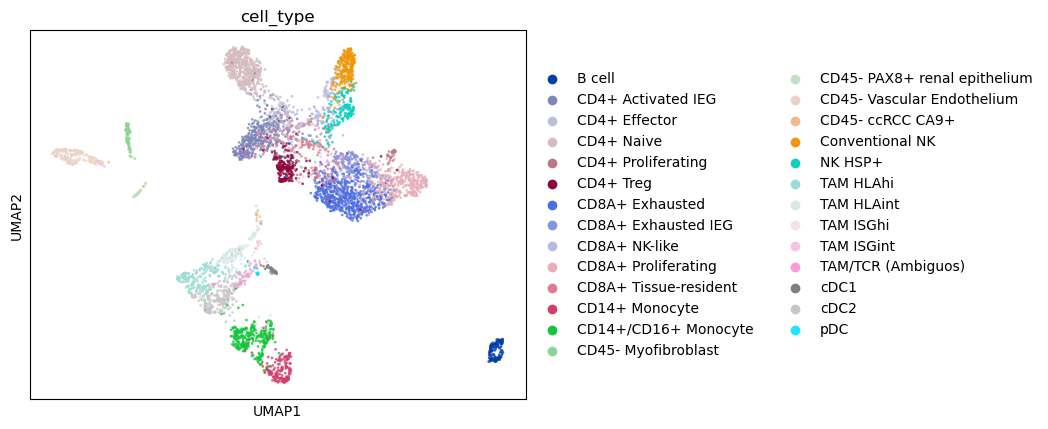 cell_type
UMAP2
UMAP1
B cell
CD4+ Activated IEG
CD4+ Effector
CD4+ Naive
CD4+ Proliferating
CD4+ Treg
CD8A+ Exhausted
CD8A+ Exhausted IEG
CD8A+ NK-like
CD8A+ Proliferating
CD8A+ Tissue-resident
CD14+ Monocyte
CD14+/CD16+ Monocyte
CD45- Myofibroblast
CD45- PAX8+ renal epithelium
CD45- Vascular Endothelium
CD45- ccRCC CA9+
Conventional NK
NK HSP+
TAM HLAhi
TAM HLAint
TAM ISGhi
TAM ISGint
TAM/TCR (Ambiguos)
cDC1
cDC2
pDC